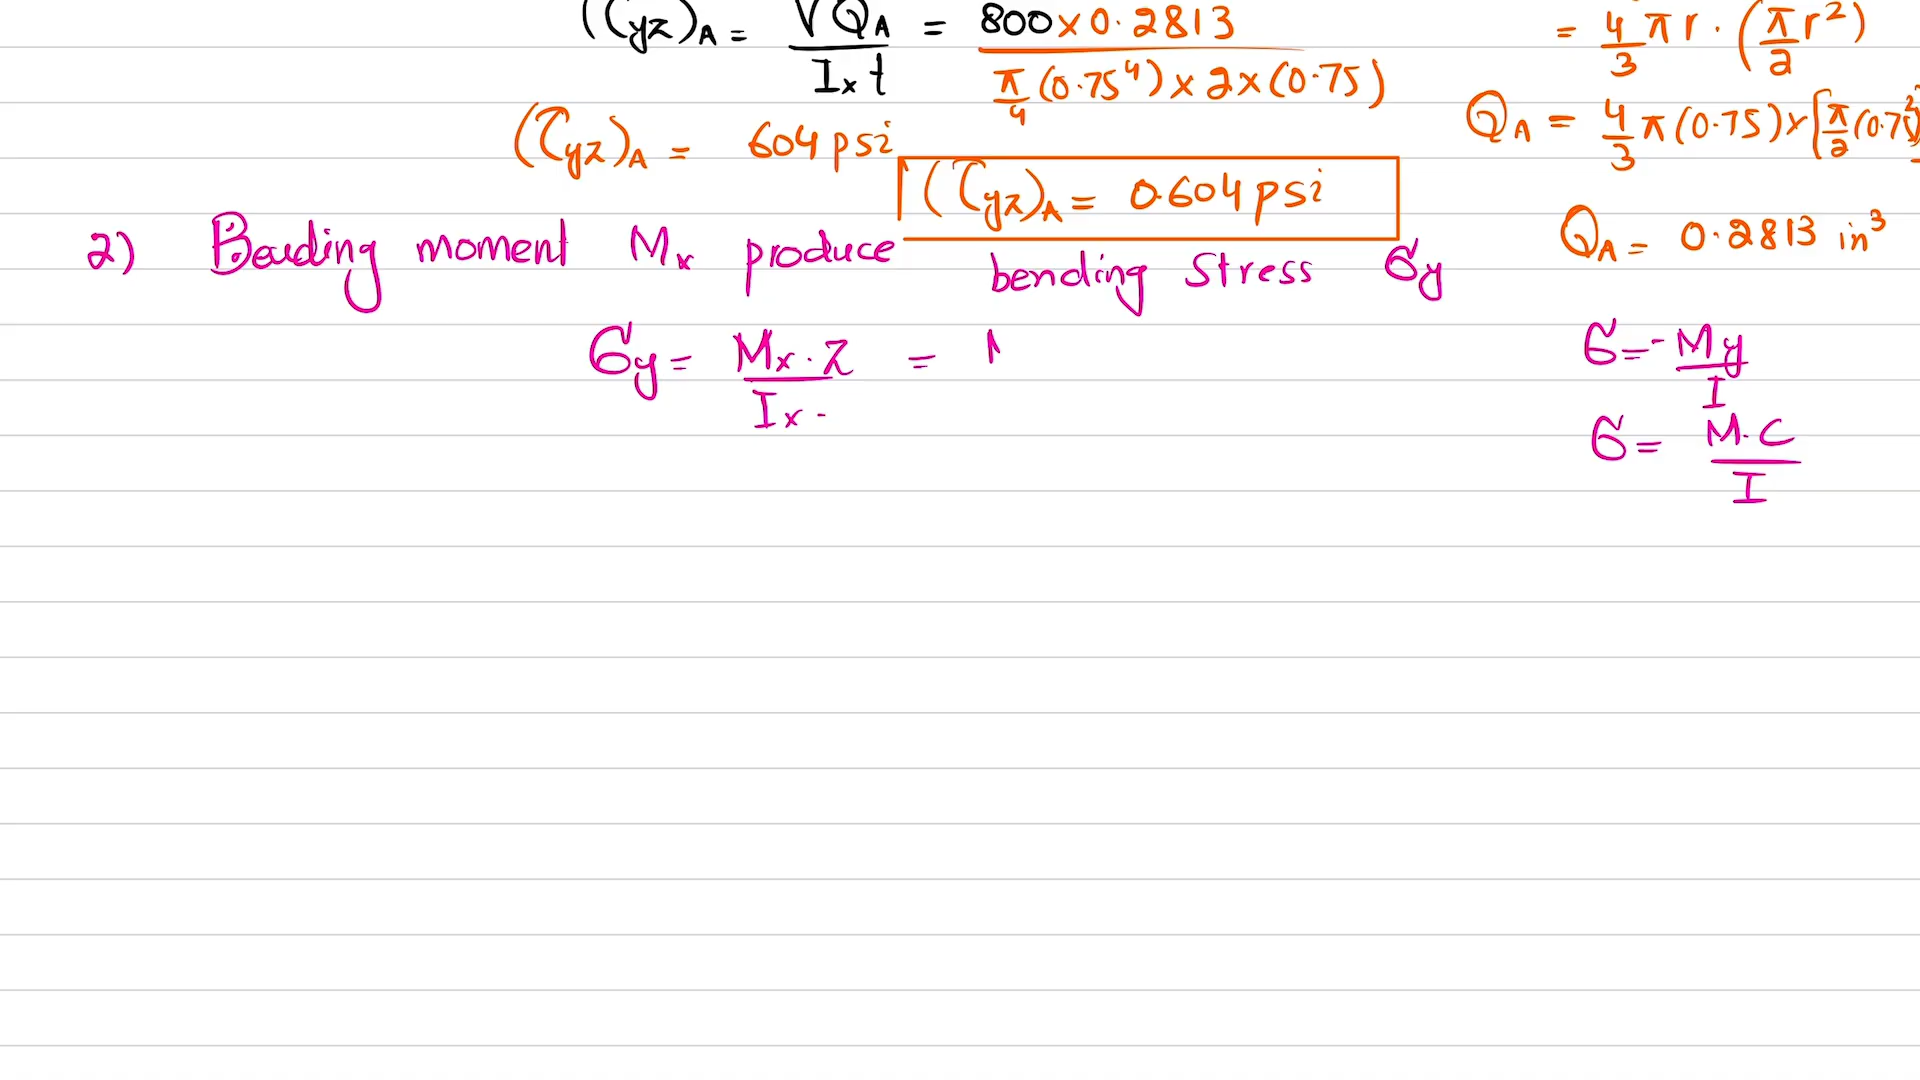 (τyz)A = VQA / Ix t = 800 × 0.2813 / π/4 (0.75⁴) × 2 × (0.75)
= 4/3 π r · (π/2 r²)
(τyz)A = 604 psi
QA = 4/3 π (0.75) × [π/2 (0.75)²
(τyz)A = 0.604 psi
QA = 0.2813 in³
2) Bending moment Mx produce bending stress σy
σy = Mx · z / Ix =
σ = - My / I
σ = M·C / I